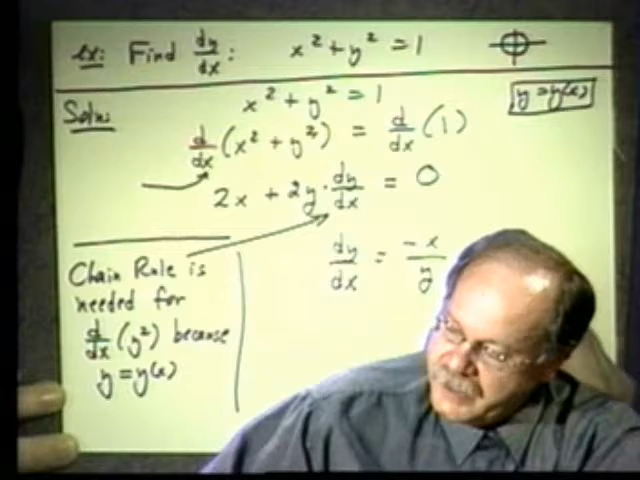 ex: Find dy/dx: x² + y² = 1
Soln: x² + y² = 1
y = y(x)
d/dx (x² + y²) = d/dx (1)
2x + 2y · dy/dx = 0
dy/dx = -x/y
Chain Rule is
needed for
d/dx (y²) because
y = y(x)